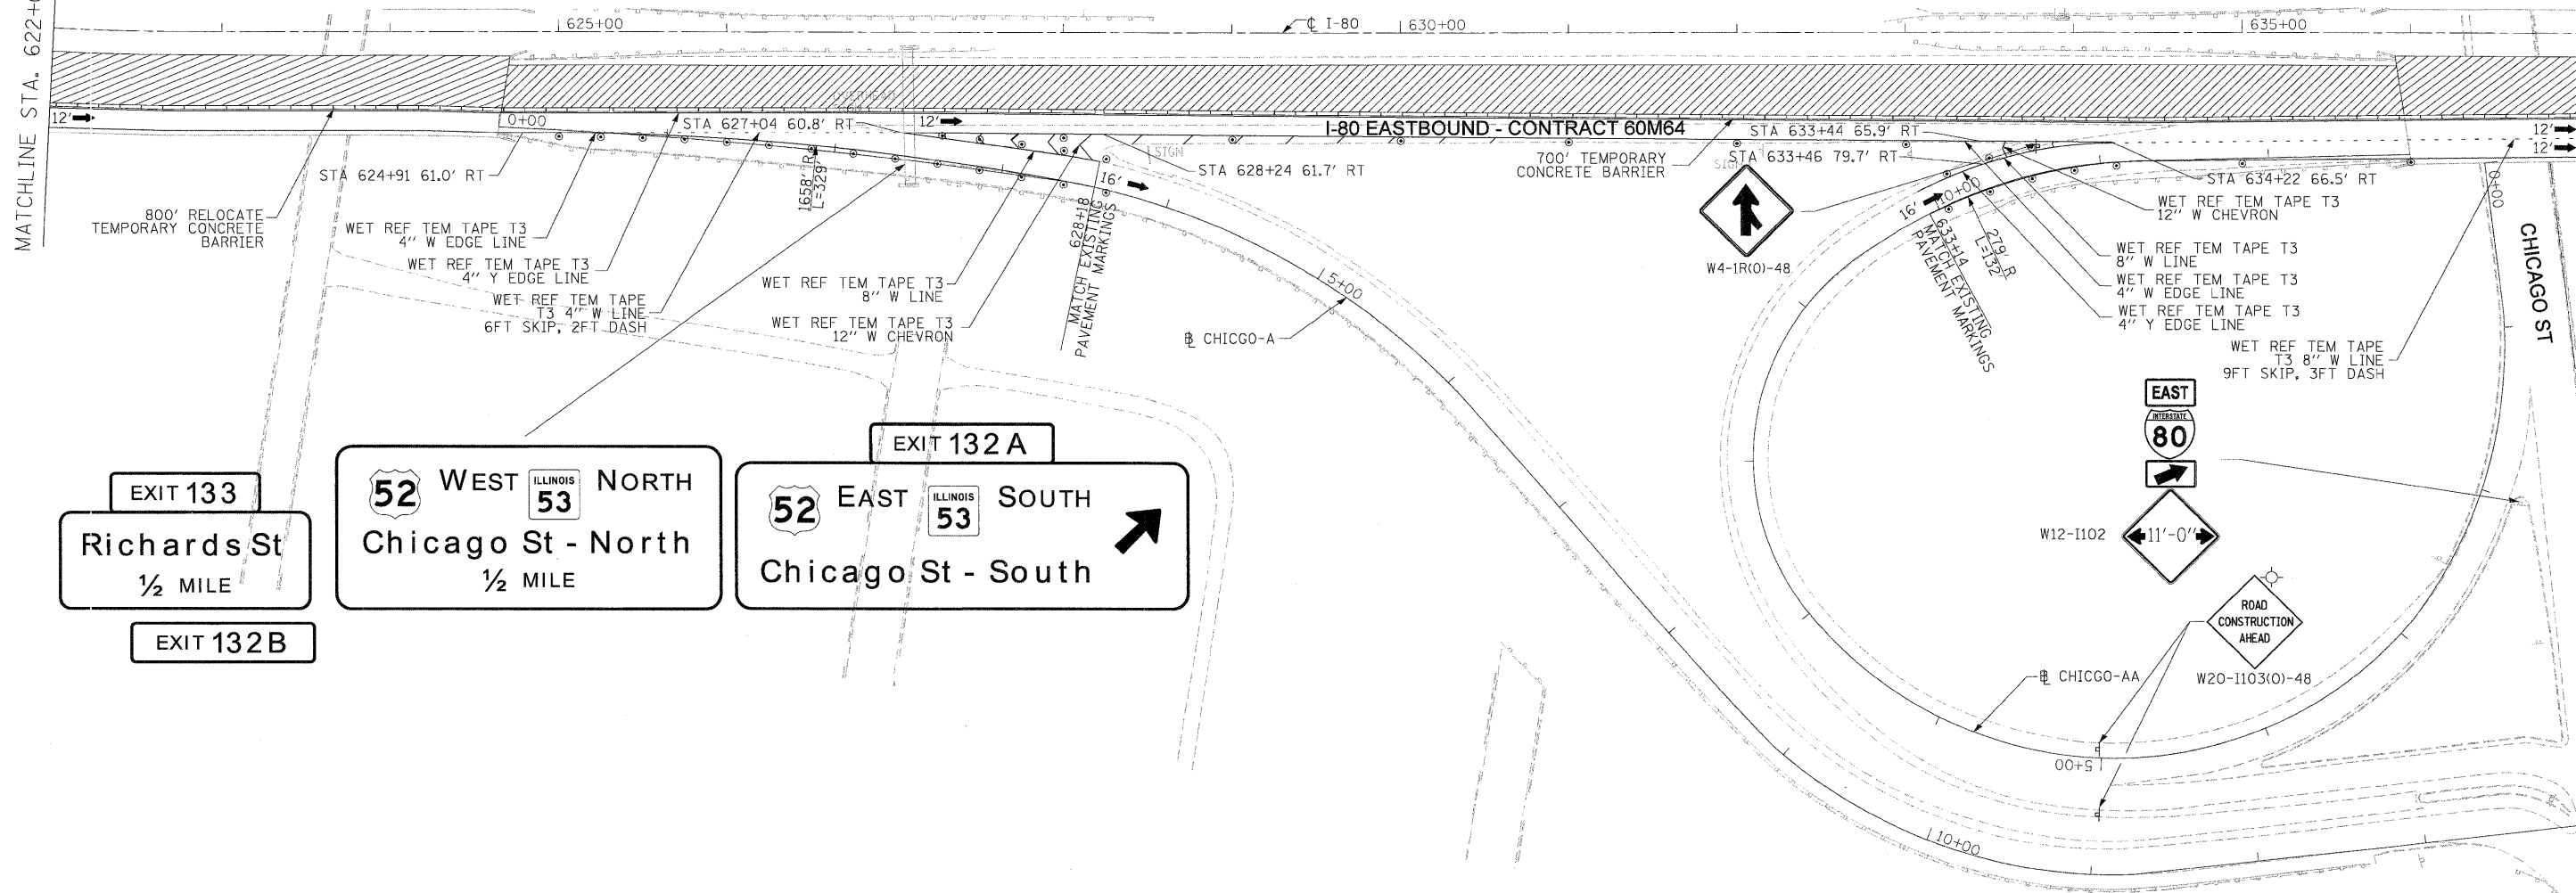 MATCHLINE STA. 622+0
625+00
℄ I-80
630+00
635+00
12'
0+00
OVERHEAD
STA 627+04 60.8' RT
12'
I-80 EASTBOUND - CONTRACT 60M64
STA 633+44 65.9' RT
12'
12'
STA 624+91 61.0' RT
1658' R
L=329'
SIGN
STA 628+24 61.7' RT
16'
700' TEMPORARY
CONCRETE BARRIER
SIGN
STA 633+46 79.7' RT
STA 634+22 66.5' RT
16'
10+00
0+00
CHICAGO ST
800' RELOCATE
TEMPORARY CONCRETE
BARRIER
WET REF TEM TAPE T3
4" W EDGE LINE
WET REF TEM TAPE T3
4" Y EDGE LINE
WET REF TEM TAPE
T3 4" W LINE
6FT SKIP, 2FT DASH
WET REF TEM TAPE T3
8" W LINE
WET REF TEM TAPE T3
12" W CHEVRON
628+18
MATCH EXISTING
PAVEMENT MARKINGS
5+00
℄ CHICGO-A
W4-1R(O)-48
633+14
MATCH EXISTING
PAVEMENT MARKINGS
279' R
L=132'
WET REF TEM TAPE T3
12" W CHEVRON
WET REF TEM TAPE T3
8" W LINE
WET REF TEM TAPE T3
4" W EDGE LINE
WET REF TEM TAPE T3
4" Y EDGE LINE
WET REF TEM TAPE
T3 8" W LINE
9FT SKIP, 3FT DASH
EXIT 133
Richards St
½ MILE
EXIT 132B
52 WEST ILLINOIS 53 NORTH
Chicago St - North
½ MILE
EXIT 132A
52 EAST ILLINOIS 53 SOUTH
Chicago St - South
EAST
INTERSTATE
80
W12-I102
11'-0"
ROAD
CONSTRUCTION
AHEAD
W20-I103(O)-48
℄ CHICGO-AA
5+00
10+00